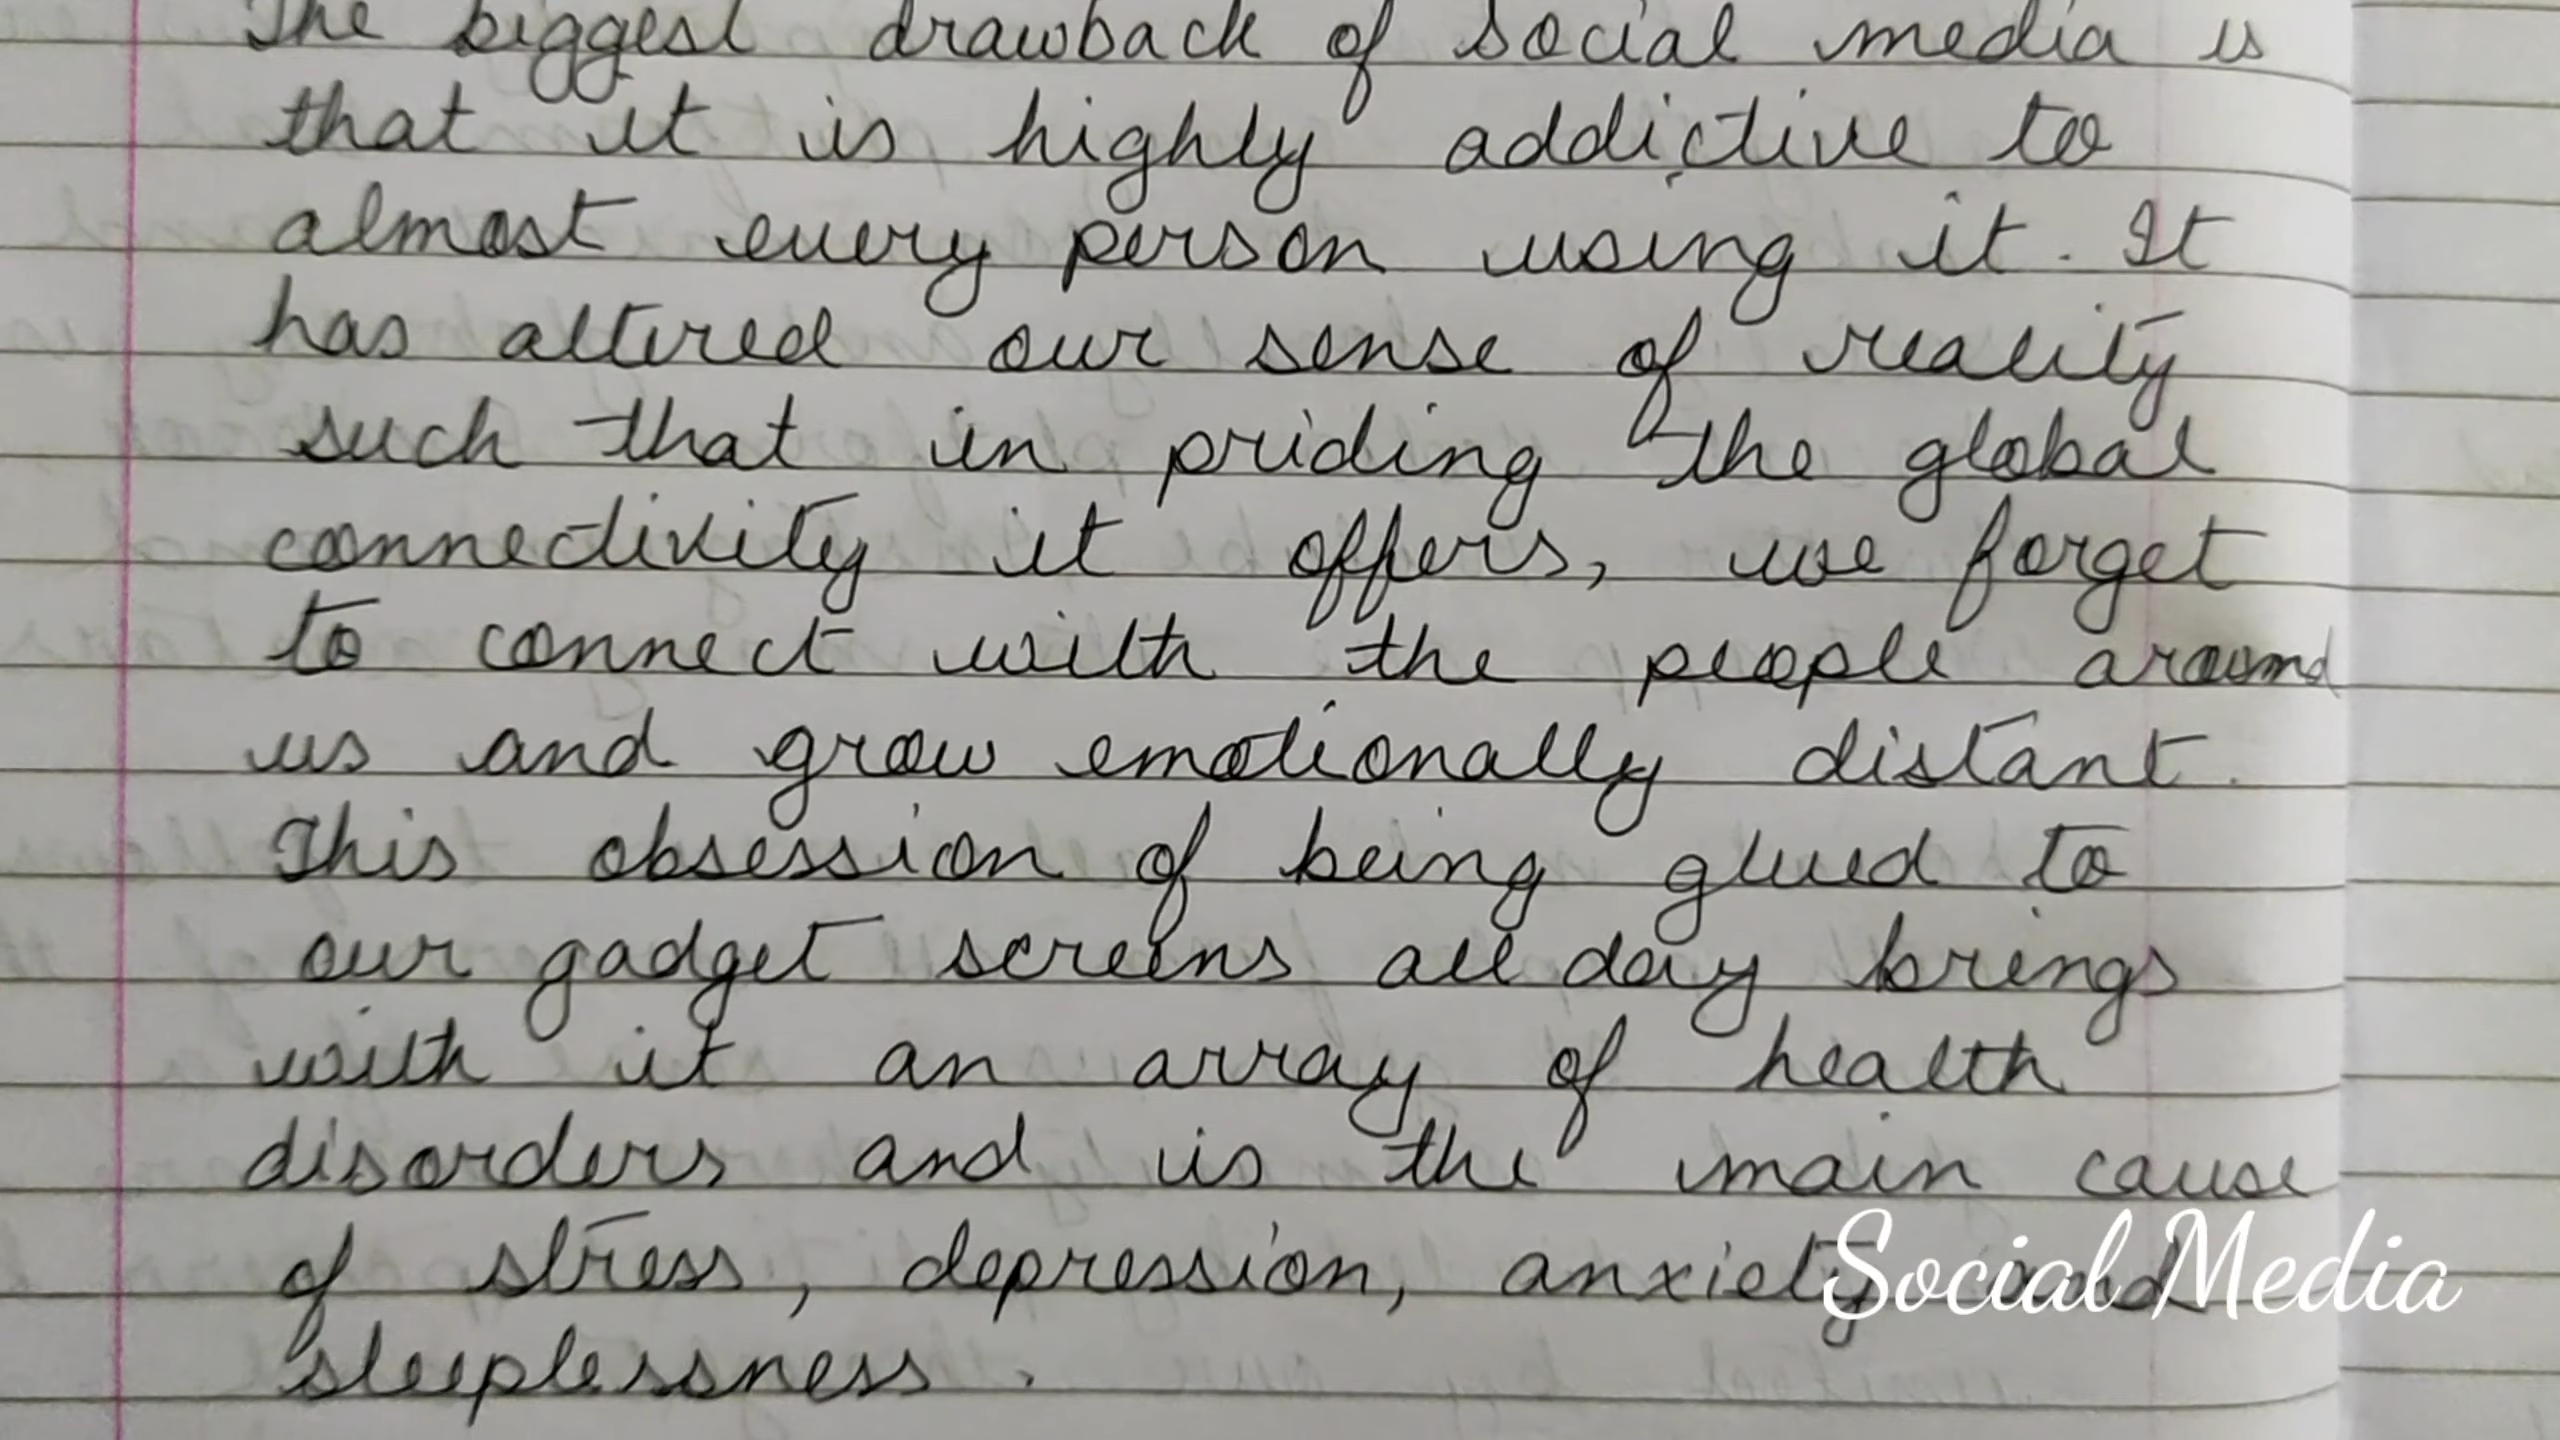 The biggest drawback of social media is
that it is highly addictive to
almost every person using it. It
has altered our sense of reality
such that in priding the global
connectivity it offers, we forget
to connect with the people around
us and grow emotionally distant.
This obsession of being glued to
our gadget screens all day brings
with it an array of health
disorders and is the main cause
of stress, depression, anxiety and
sleeplessness.
Social Media